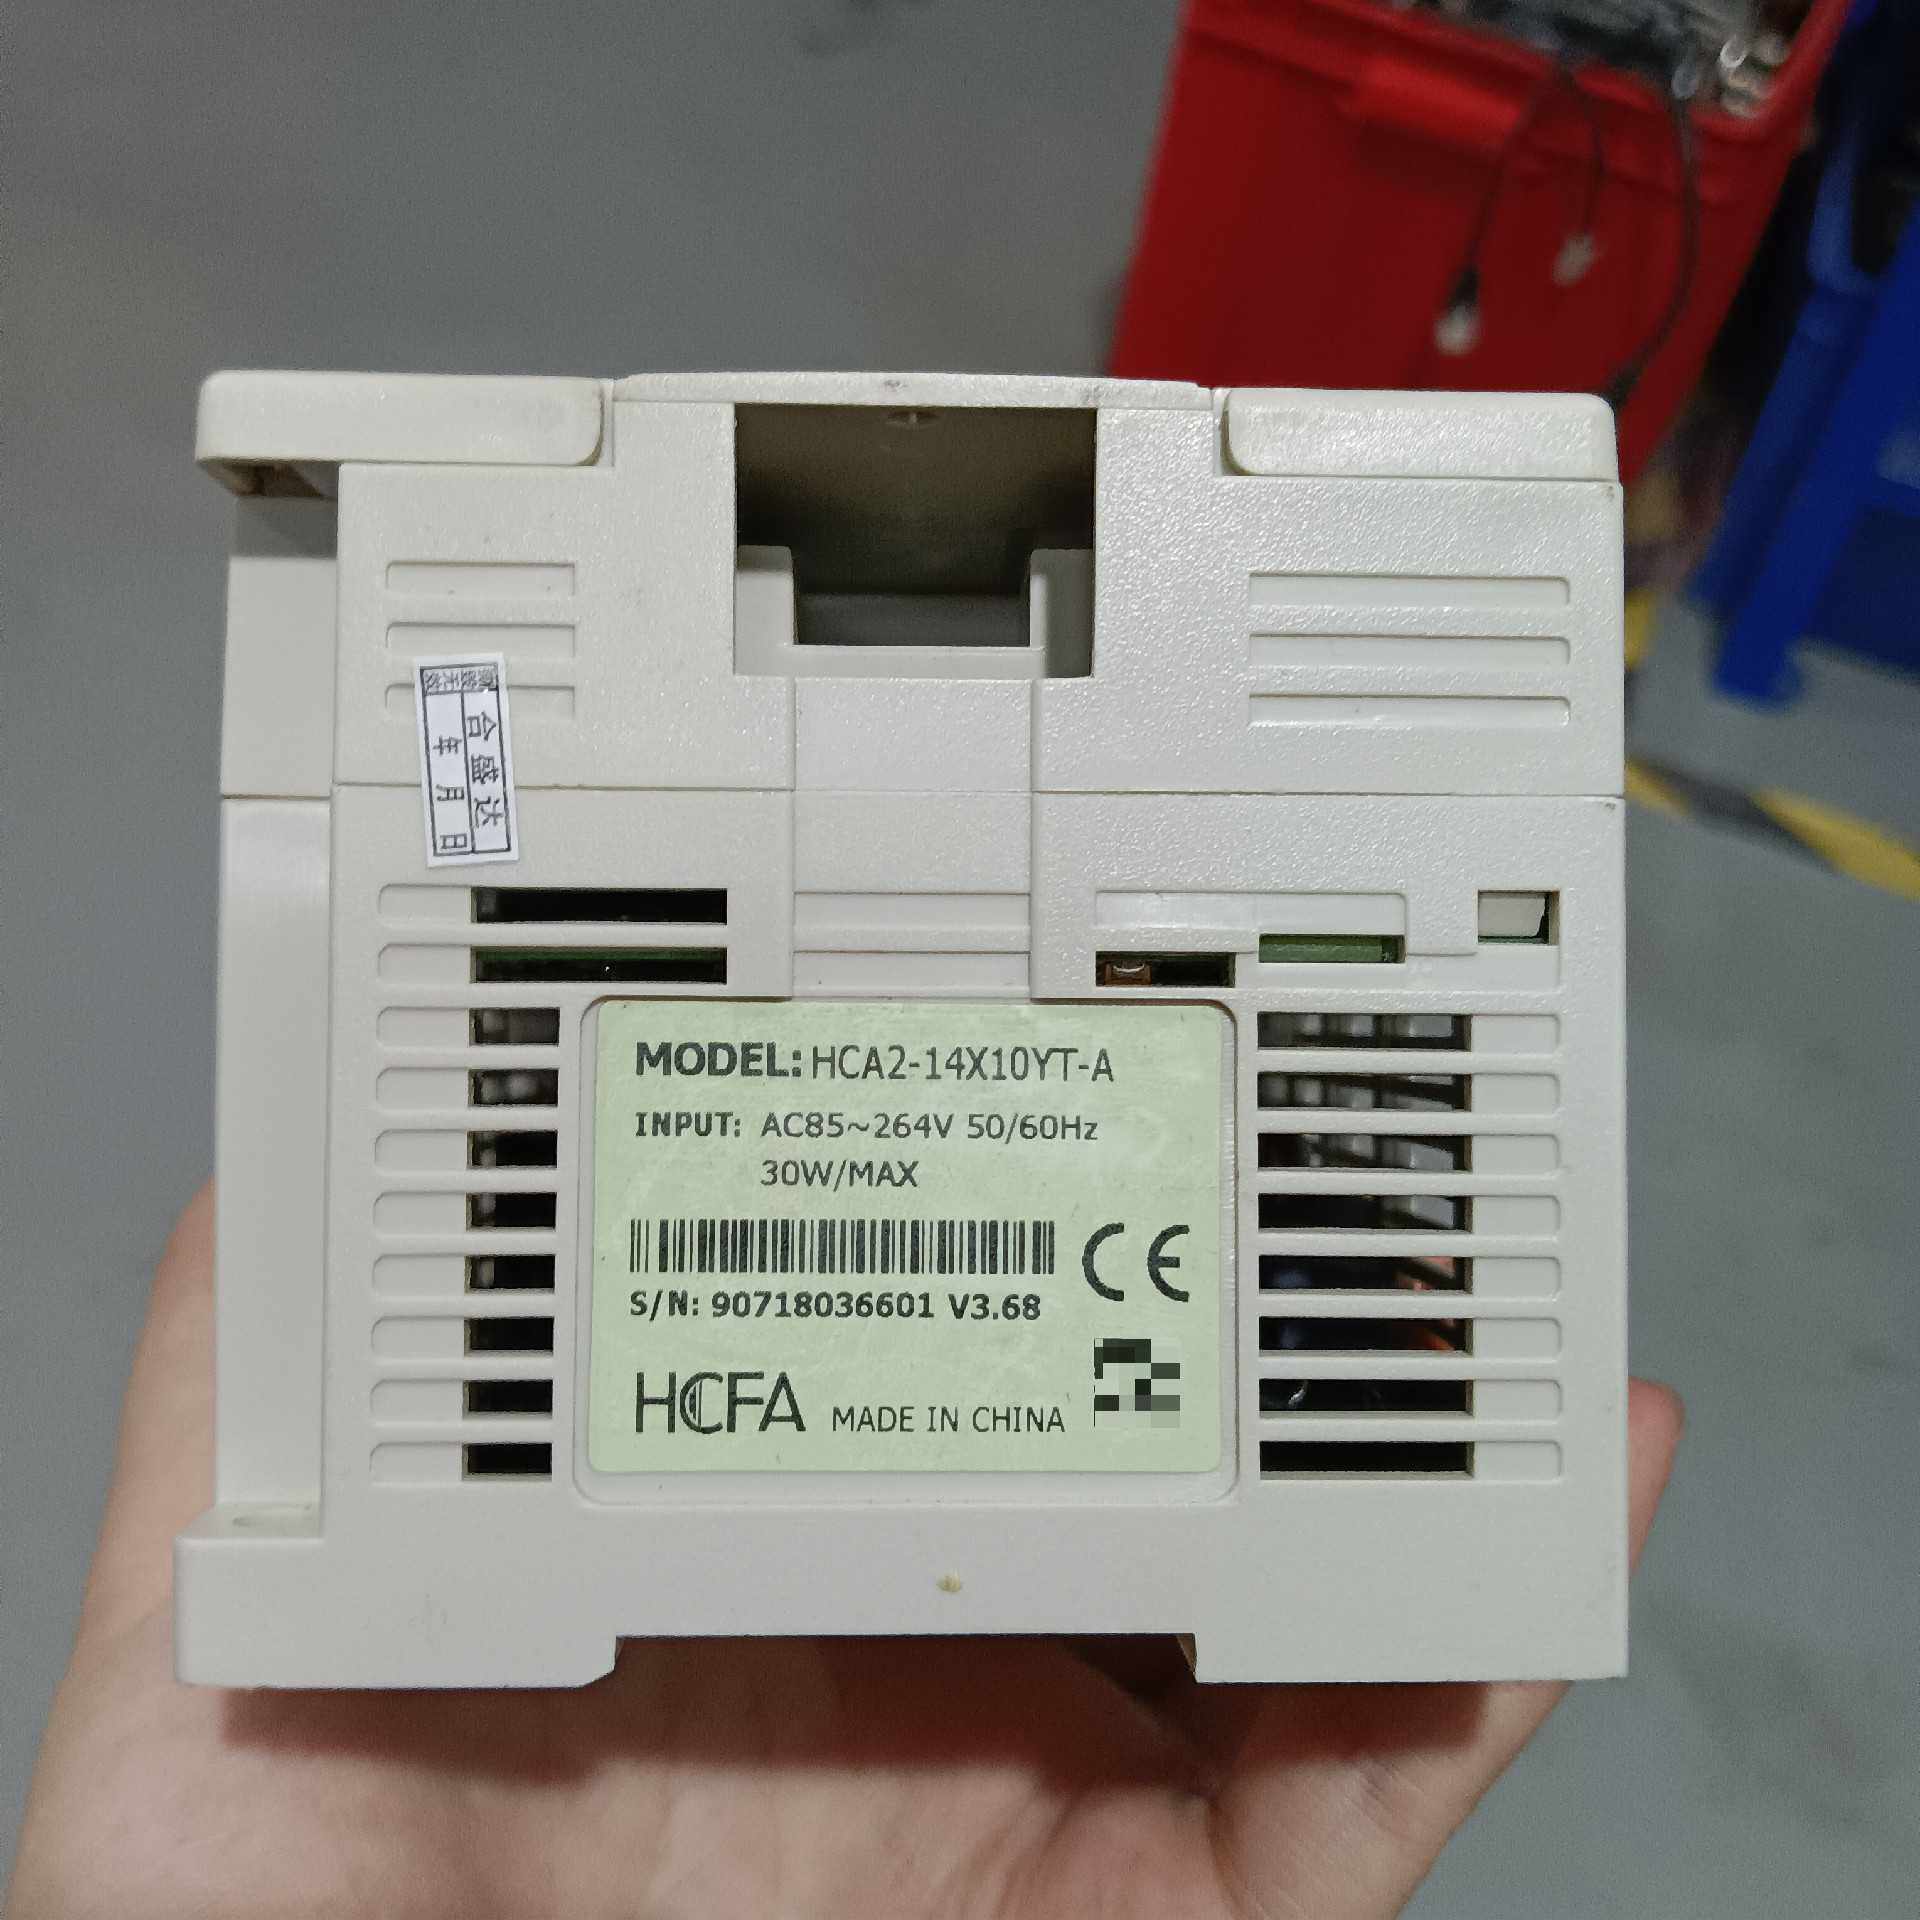 合盛达
年 月 日
MODEL: HCA2-14X10YT-A
INPUT: AC85~264V 50/60Hz
30W/MAX
S/N: 90718036601 V3.68
HCFA MADE IN CHINA
CE